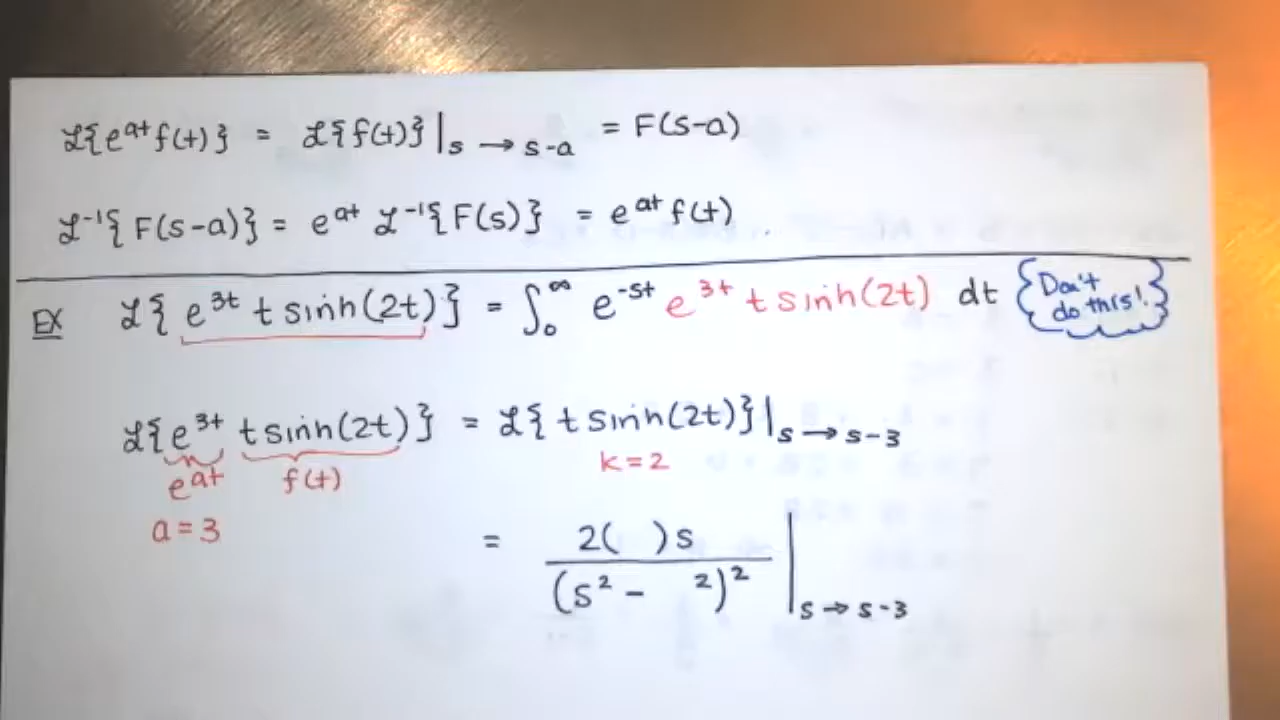 ℒ{e^{at} f(t)} = ℒ{f(t)}|_{s → s-a} = F(s-a)
ℒ^{-1}{F(s-a)} = e^{at} ℒ^{-1}{F(s)} = e^{at} f(t)
EX ℒ{e^{3t} t sinh(2t)} = ∫_0^∞ e^{-st} e^{3t} t sinh(2t) dt Don't do this!
ℒ{e^{3t} t sinh(2t)} = ℒ{t sinh(2t)}|_{s → s-3}
e^{at} f(t) k=2
a=3
= 2( )s / (s^2 - ^2)^2 |_{s → s-3}